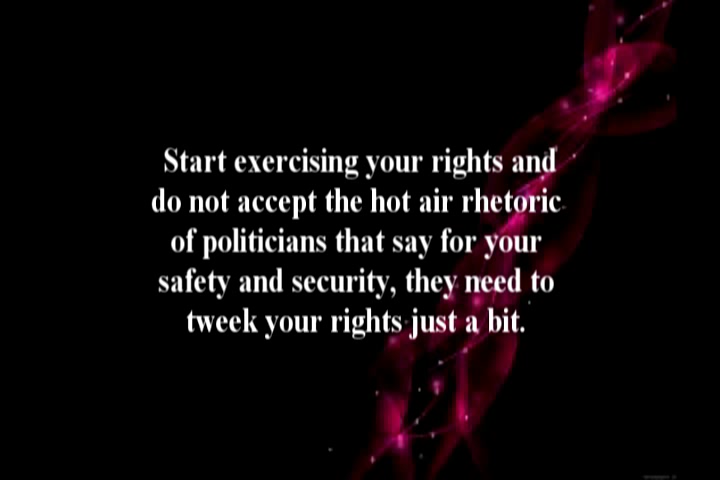 Start exercising your rights and
do not accept the hot air rhetoric
of politicians that say for your
safety and security, they need to
tweek your rights just a bit.